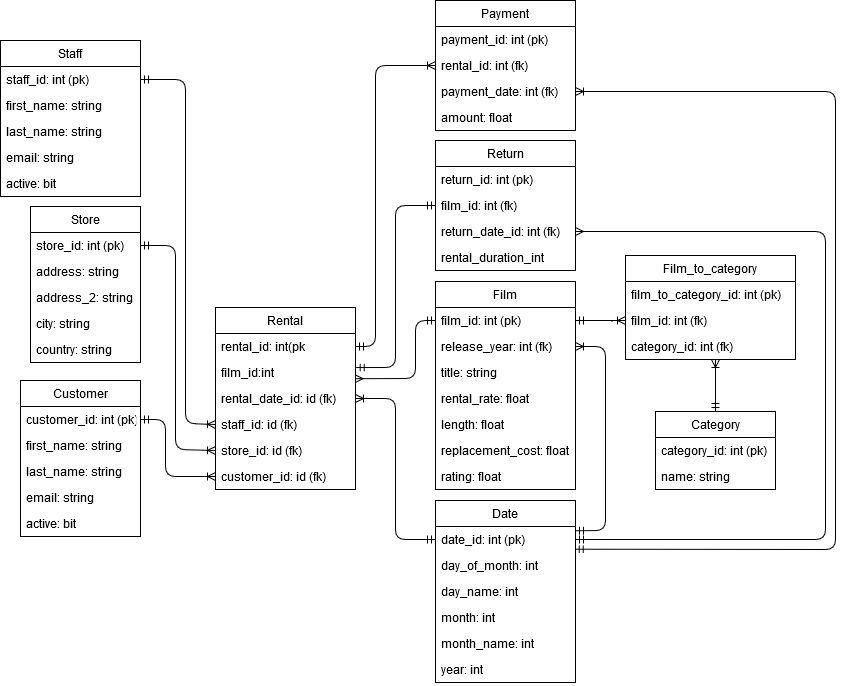 Staff
staff_id: int (pk)
first_name: string
last_name: string
email: string
active: bit
Store
store_id: int (pk)
address: string
address_2: string
city: string
country: string
Customer
customer_id: int (pk)
first_name: string
last_name: string
email: string
active: bit
Rental
rental_id: int(pk
film_id:int
rental_date_id: id (fk)
staff_id: id (fk)
store_id: id (fk)
customer_id: id (fk)
Payment
payment_id: int (pk)
rental_id: int (fk)
payment_date: int (fk)
amount: float
Return
return_id: int (pk)
film_id: int (fk)
return_date_id: int (fk)
rental_duration_int
Film
film_id: int (pk)
release_year: int (fk)
title: string
rental_rate: float
length: float
replacement_cost: float
rating: float
Date
date_id: int (pk)
day_of_month: int
day_name: int
month: int
month_name: int
year: int
Film_to_category
film_to_category_id: int (pk)
film_id: int (fk)
category_id: int (fk)
Category
category_id: int (pk)
name: string